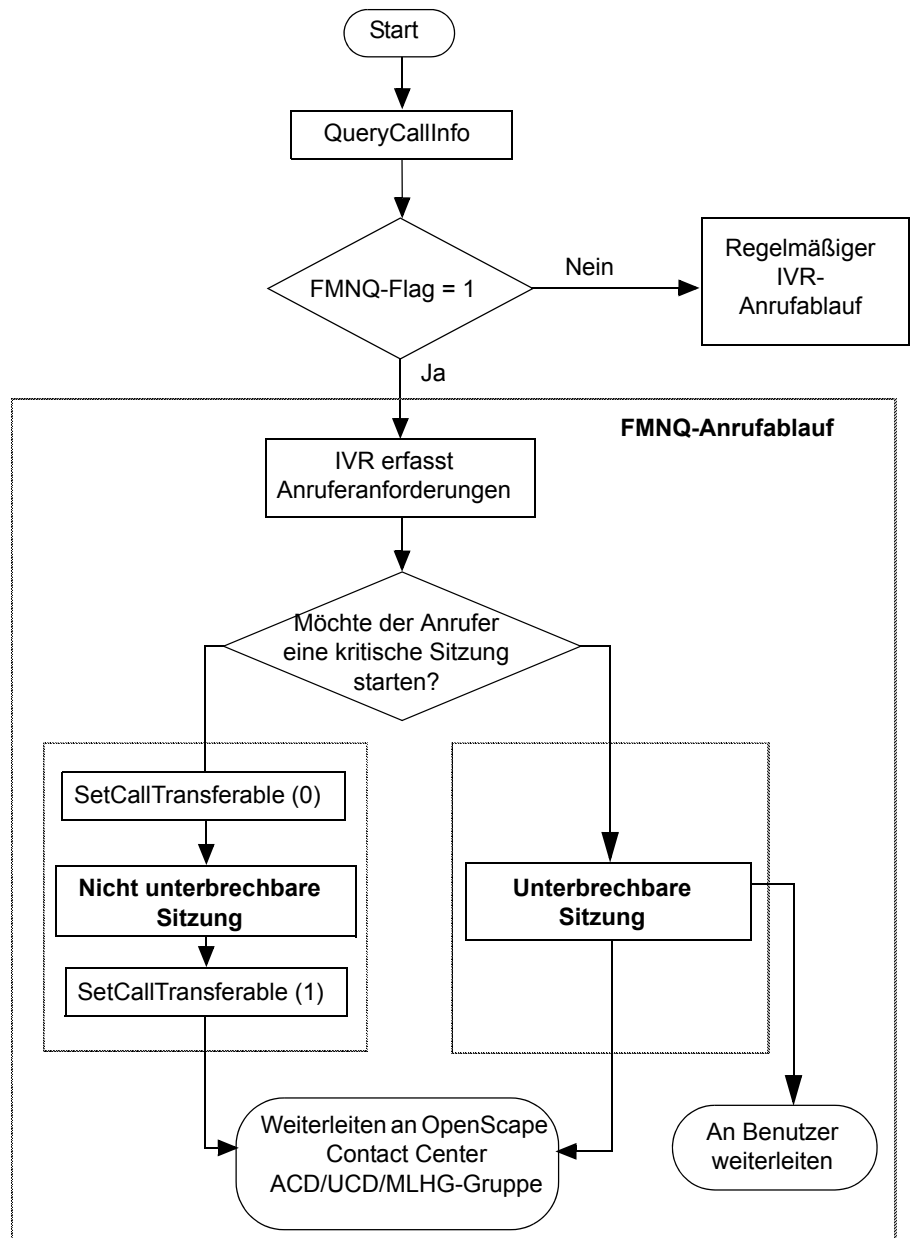 Start
QueryCallInfo
FMNQ-Flag = 1
Nein
Regelmäßiger
IVR-
Anrufablauf
Ja
FMNQ-Anrufablauf
IVR erfasst
Anruferanforderungen
Möchte der Anrufer
eine kritische Sitzung
starten?
SetCallTransferable (0)
Nicht unterbrechbare
Sitzung
SetCallTransferable (1)
Unterbrechbare
Sitzung
Weiterleiten an OpenScape
Contact Center
ACD/UCD/MLHG-Gruppe
An Benutzer
weiterleiten